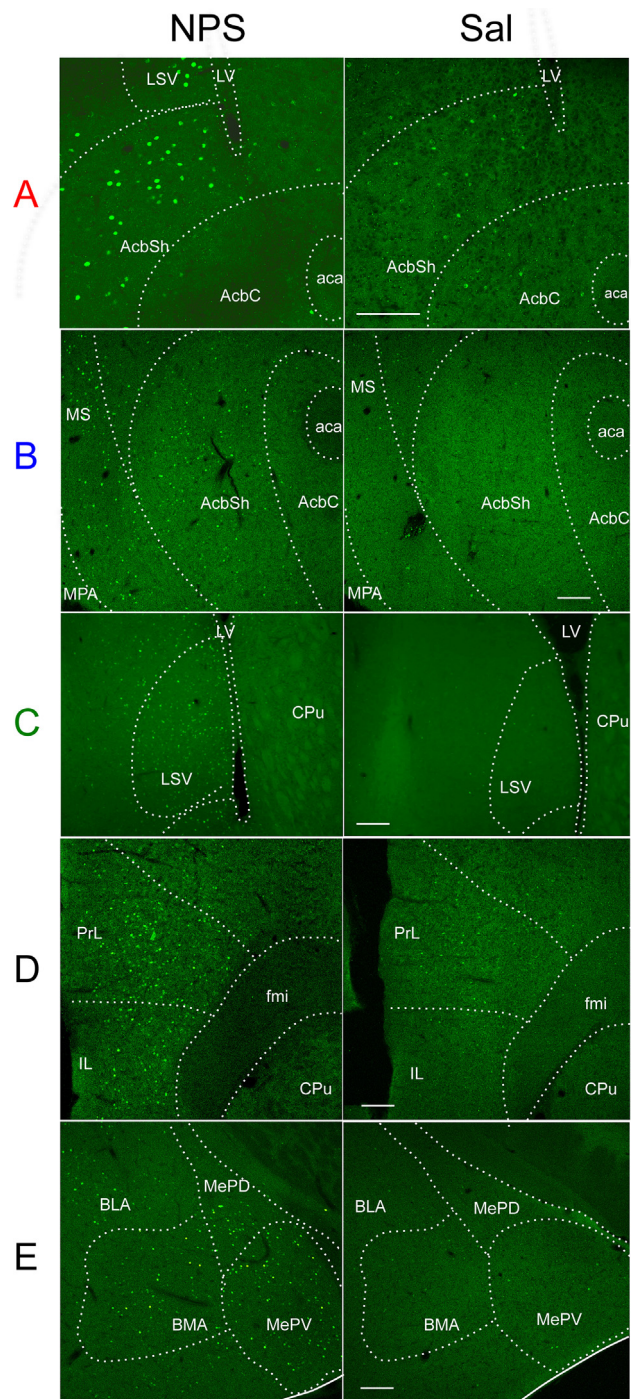 NPS Sal
A
LSV LV
AcbSh
AcbC
aca
LV
AcbSh
AcbC
aca
B
MS
aca
AcbSh
AcbC
MPA
MS
aca
AcbSh
AcbC
MPA
C
LV
CPu
LSV
LV
CPu
LSV
D
PrL
fmi
IL
CPu
PrL
fmi
IL
CPu
E
MePD
BLA
BMA
MePV
BLA
MePD
BMA
MePV